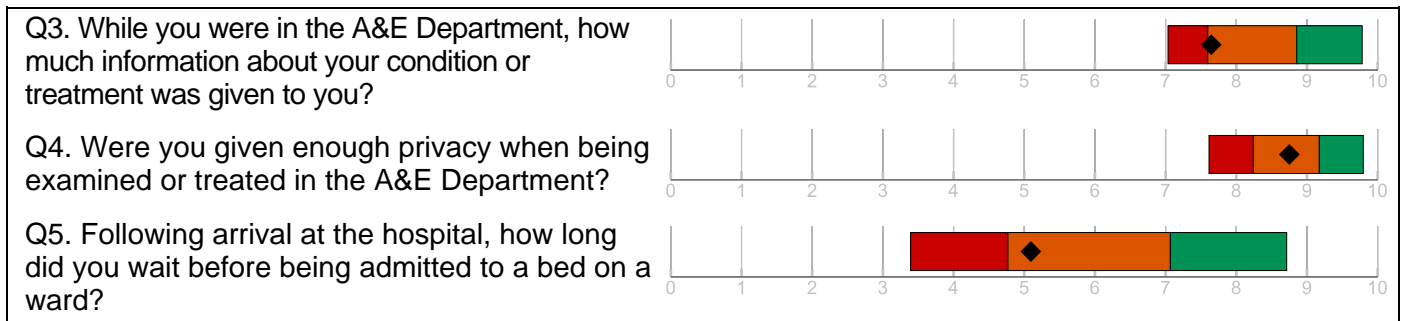 Q3. While you were in the A&E Department, how
much information about your condition or
treatment was given to you?
0 1 2 3 4 5 6 7 8 9 10
Q4. Were you given enough privacy when being
examined or treated in the A&E Department?
0 1 2 3 4 5 6 7 8 9 10
Q5. Following arrival at the hospital, how long
did you wait before being admitted to a bed on a
ward?
0 1 2 3 4 5 6 7 8 9 10